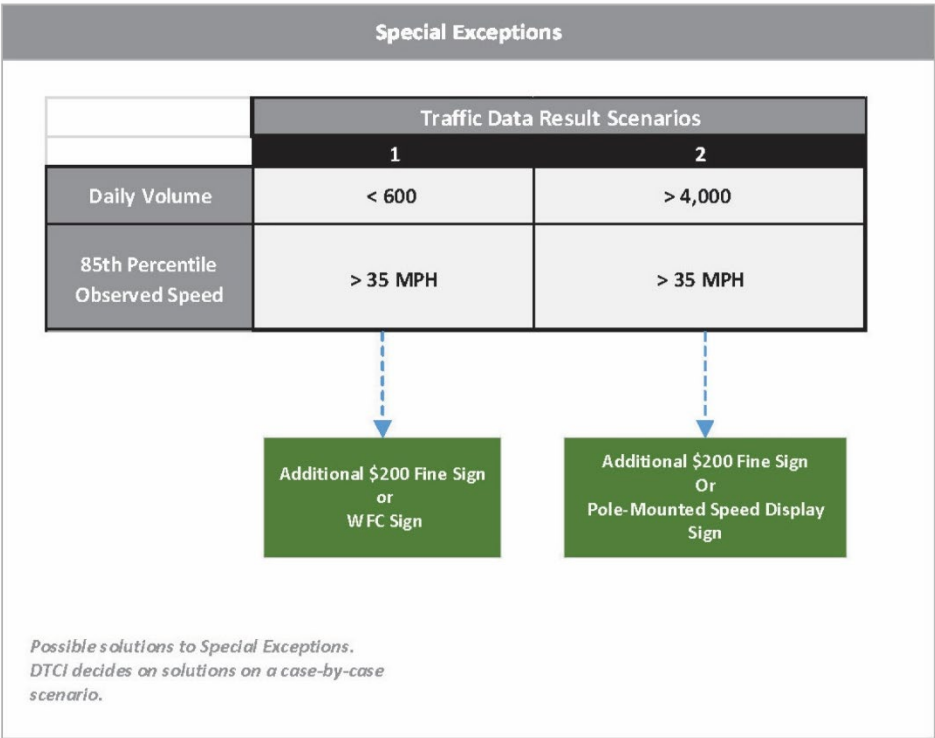 Special Exceptions
Traffic Data Result Scenarios
1 2
Daily Volume < 600 > 4,000
85th Percentile
Observed Speed > 35 MPH > 35 MPH
Additional $200 Fine Sign
or
WFC Sign
Additional $200 Fine Sign
Or
Pole-Mounted Speed Display
Sign
Possible solutions to Special Exceptions.
DTCI decides on solutions on a case-by-case
scenario.